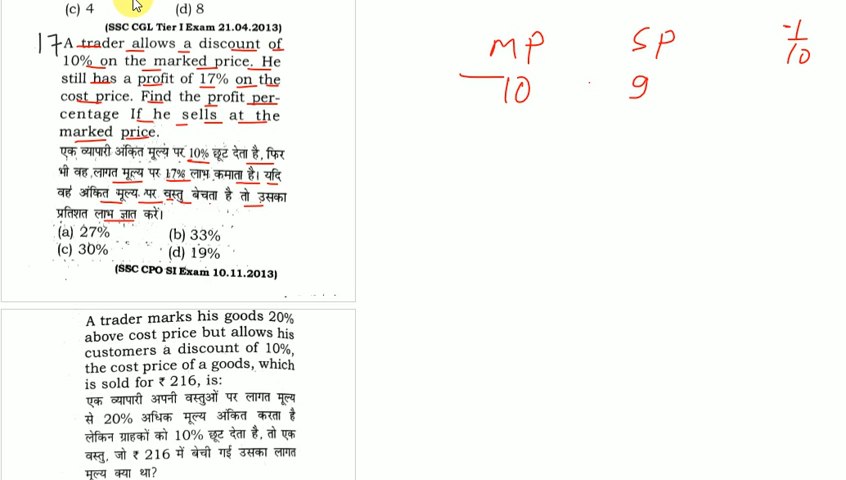 (c) 4 (d) 8
(SSC CGL Tier I Exam 21.04.2013)
17 A trader allows a discount of
10% on the marked price. He
still has a profit of 17% on the
cost price. Find the profit per-
centage If he sells at the
marked price.
एक व्यापारी अंकित मूल्य पर 10% छूट देता है, फिर
भी वह लागत मूल्य पर 17% लाभ कमाता है। यदि
वह अंकित मूल्य पर वस्तु बेचता है तो उसका
प्रतिशत लाभ ज्ञात करें।
(a) 27% (b) 33%
(c) 30% (d) 19%
(SSC CPO SI Exam 10.11.2013)
A trader marks his goods 20%
above cost price but allows his
customers a discount of 10%,
the cost price of a goods, which
is sold for ₹ 216, is:
एक व्यापारी अपनी वस्तुओं पर लागत मूल्य
से 20% अधिक मूल्य अंकित करता है
लेकिन ग्राहकों को 10% छूट देता है, तो एक
वस्तु, जो ₹ 216 में बेची गई उसका लागत
मूल्य क्या था?
MP SP -1/10
10 9